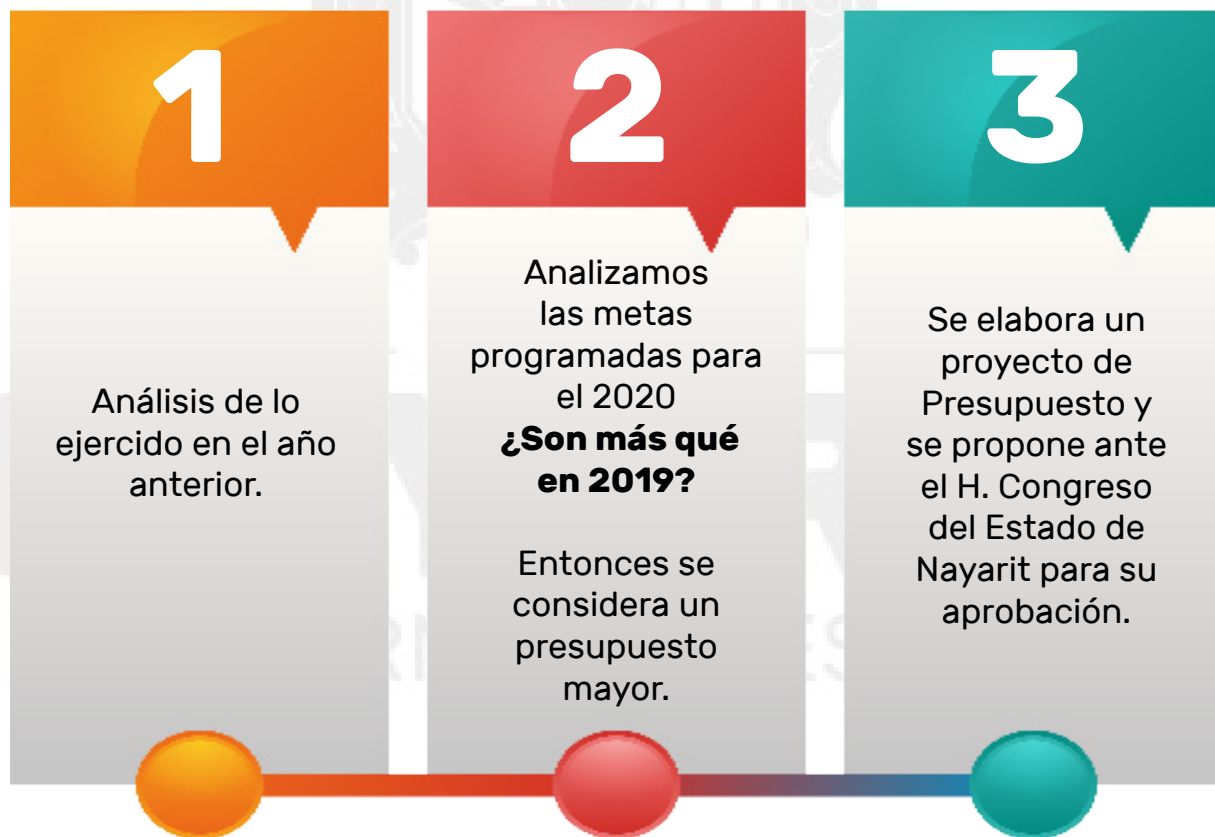 1
Análisis de lo
ejercido en el año
anterior.
2
Analizamos
las metas
programadas para
el 2020
¿Son más qué
en 2019?
Entonces se
considera un
presupuesto
mayor.
3
Se elabora un
proyecto de
Presupuesto y
se propone ante
el H. Congreso
del Estado de
Nayarit para su
aprobación.